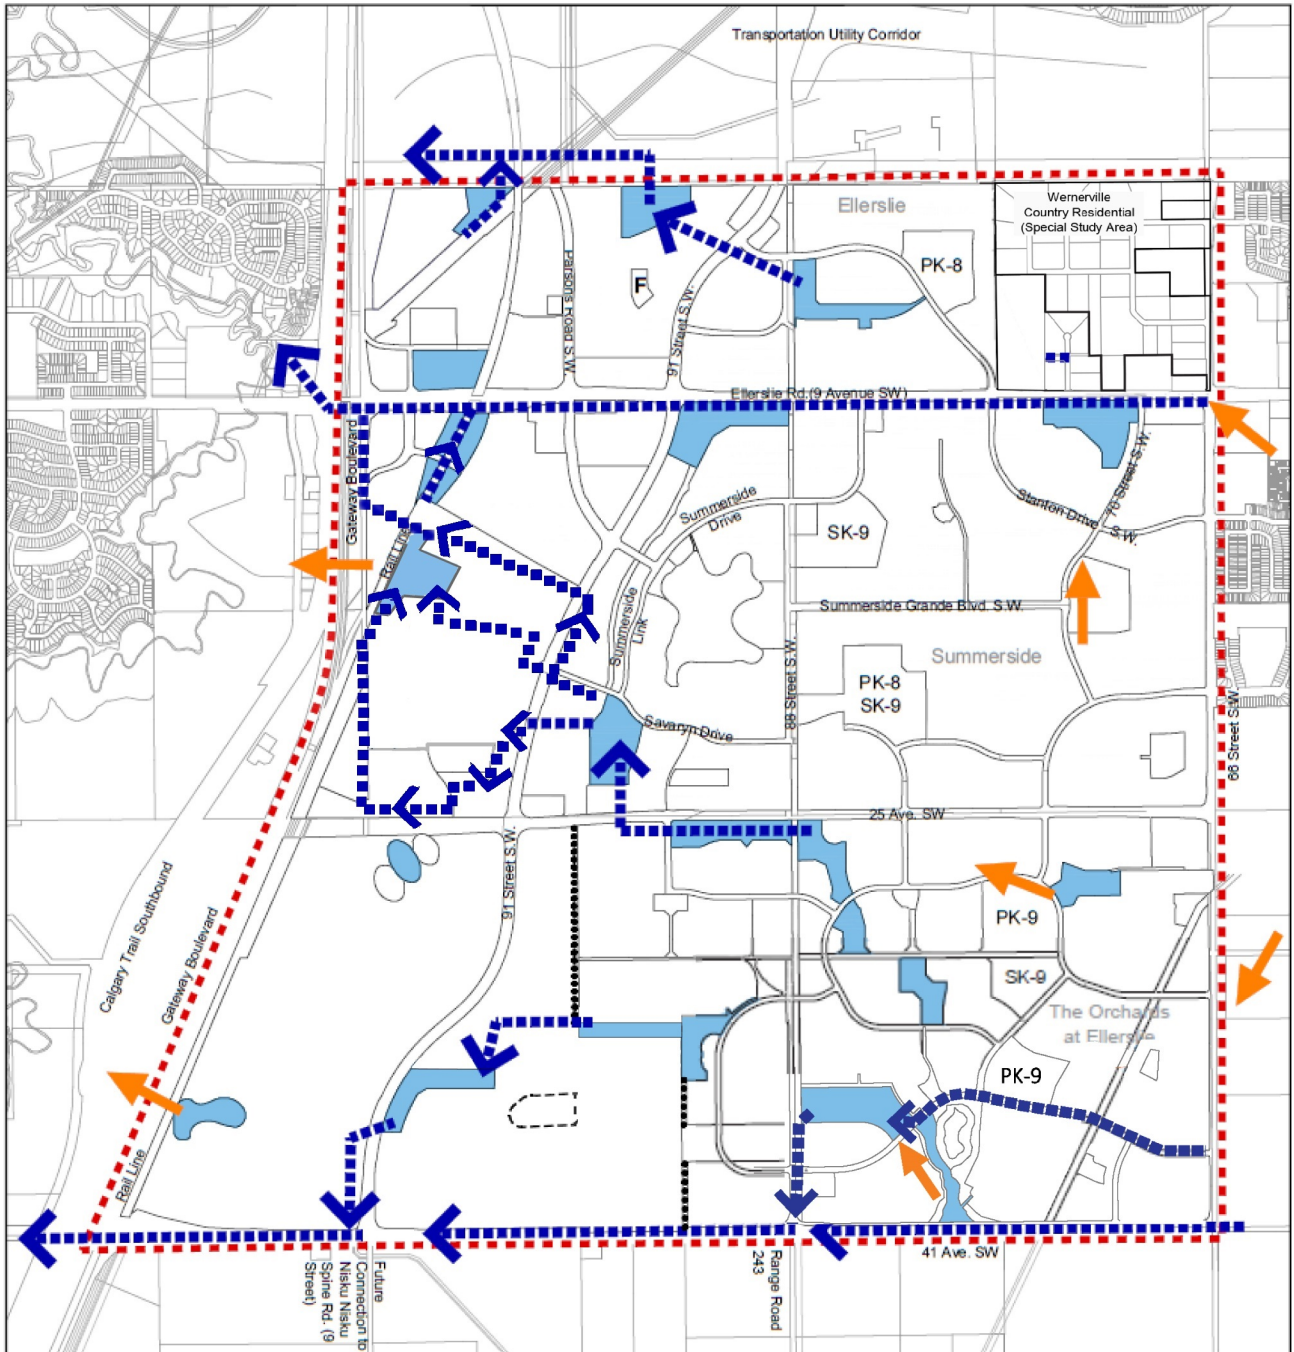 Transportation Utility Corridor
Wernerville
Country Residential
(Special Study Area)
Ellerslie
PK-8
F
Parsons Road S.W.
91 Street S.W.
Ellerslie Rd.(9 Avenue SW)
Gateway Boulevard
Rail Line
Summerside
Drive
SK-9
Stanton Drive S.W.
70 Street S.W.
Summerside
Link
Summerside Grande Blvd. S.W.
Summerside
PK-8
SK-9
88 Street S.W.
Savaryn Drive
66 Street S.W
25 Ave. SW
91 Street S.W.
Calgary Trail Southbound
Gateway Boulevard
PK-9
SK-9
The Orchards
at Ellerslie
PK-9
Rail Line
41 Ave. SW
Range Road
243
Future
Connection to
Nisku Nisku
Spine Rd. (9
Street)